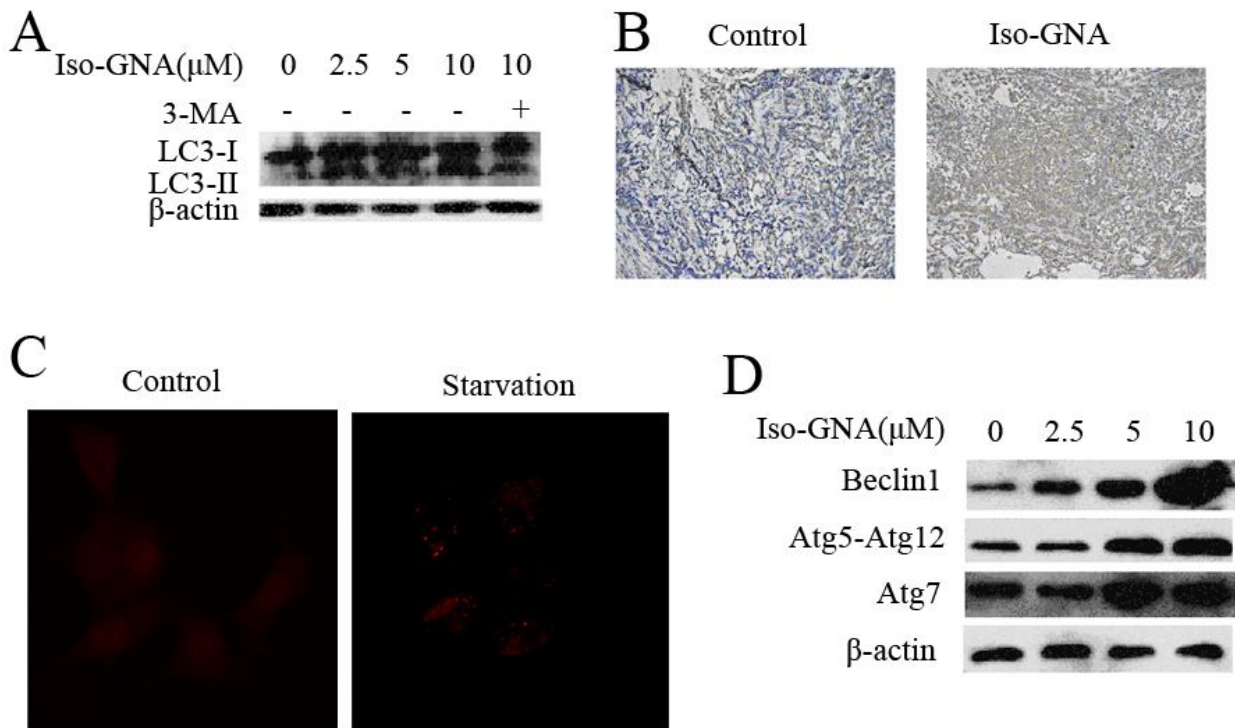 A
Iso-GNA(μM) 0 2.5 5 10 10
3-MA - - - - +
LC3-I
LC3-II
β-actin
B
Control Iso-GNA
C
Control Starvation
D
Iso-GNA(μM) 0 2.5 5 10
Beclin1
Atg5-Atg12
Atg7
β-actin